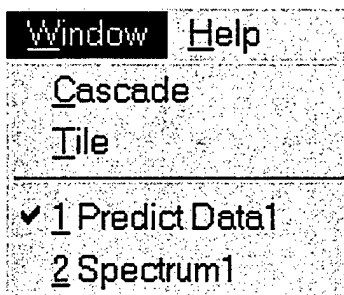 Window Help
Cascade
Tile
✔ 1 Predict Data1
2 Spectrum1